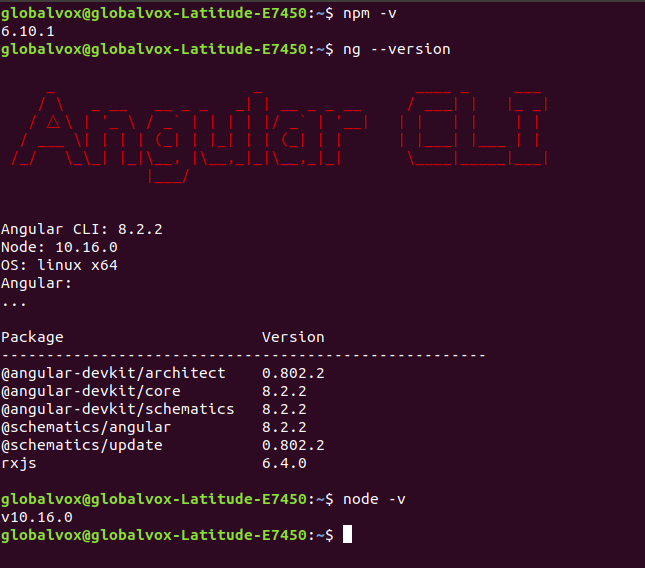 globalvox@globalvox-Latitude-E7450:~$ npm -v
6.10.1
globalvox@globalvox-Latitude-E7450:~$ ng --version
Angular CLI
Angular CLI: 8.2.2
Node: 10.16.0
OS: linux x64
Angular:
...
Package                      Version
------------------------------------------------------
@angular-devkit/architect    0.802.2
@angular-devkit/core         8.2.2
@angular-devkit/schematics   8.2.2
@schematics/angular          8.2.2
@schematics/update           0.802.2
rxjs                         6.4.0
globalvox@globalvox-Latitude-E7450:~$ node -v
v10.16.0
globalvox@globalvox-Latitude-E7450:~$